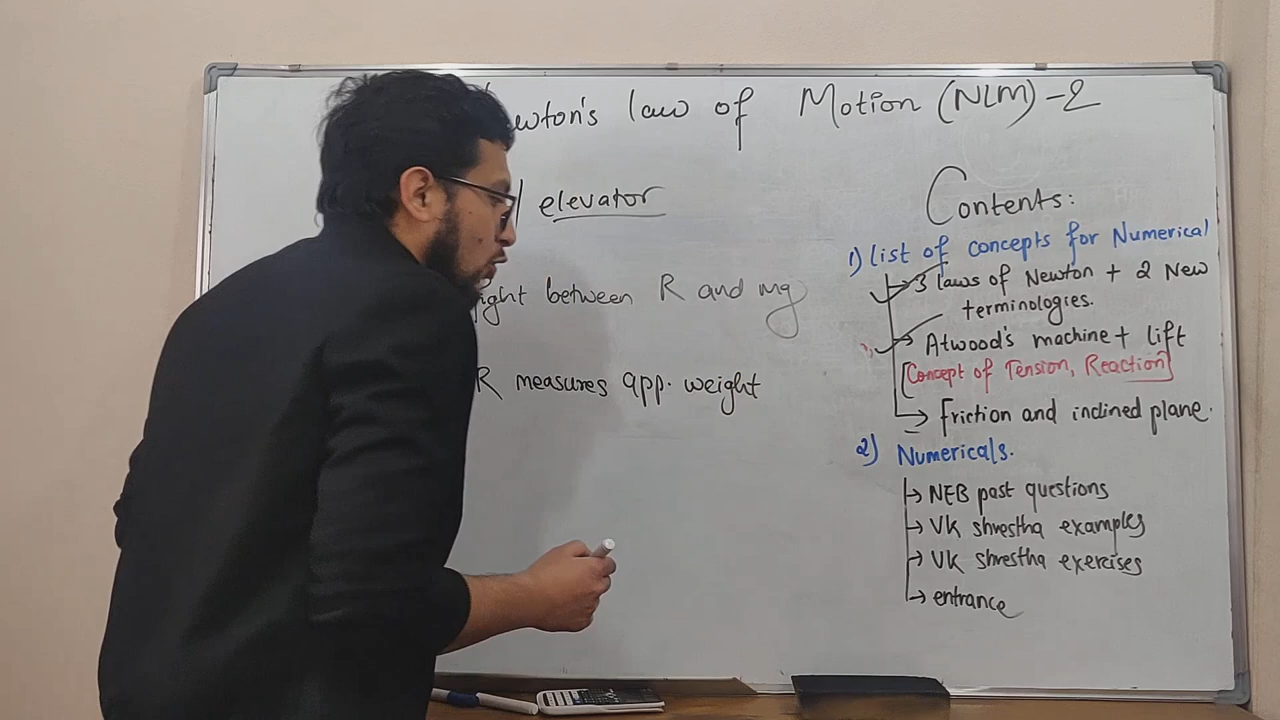 law of Motion (NLM)-2
elevator
between R and mg
R measures app. weight
Contents:
1) list of concepts for Numerical
→ 3 laws of Newton + 2 New
terminologies.
→ Atwood's machine + lift
[Concept of Tension, Reaction]
→ Friction and inclined plane.
2) Numericals.
→ NEB past questions
→ VK shrestha examples
→ VK shrestha exercises
→ entrance